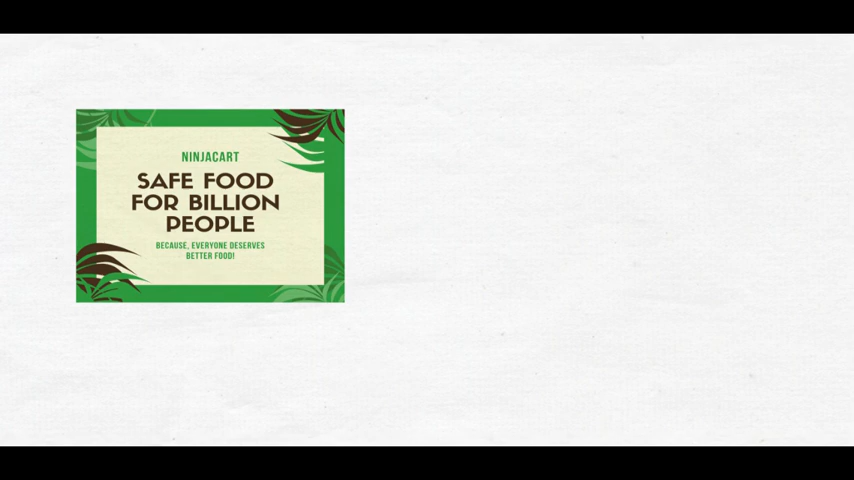 NINJACART
SAFE FOOD
FOR BILLION
PEOPLE
BECAUSE, EVERYONE DESERVES
BETTER FOOD!